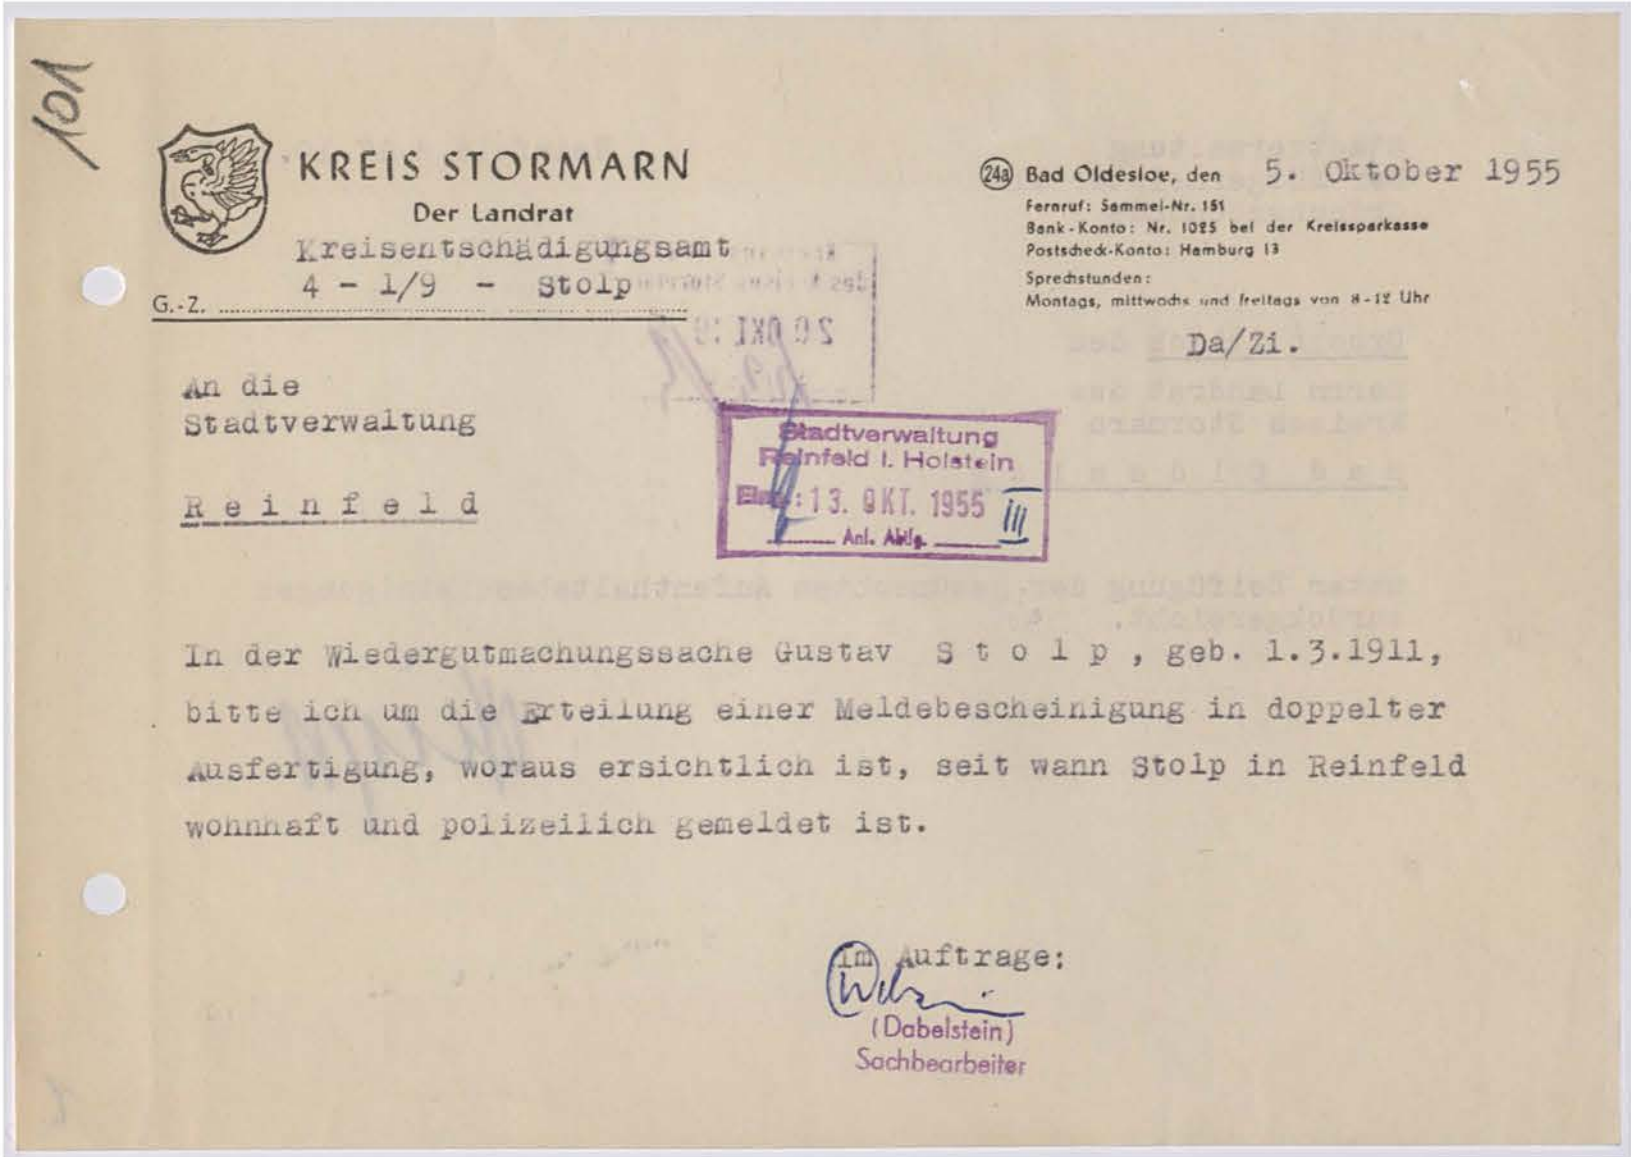 101
KREIS STORMARN
Der Landrat
Kreisentschädigungsamt
G.-Z. 4 - 1/9 - Stolp
24a Bad Oldesloe, den 5. Oktober 1955
Fernruf: Sammel-Nr. 151
Bank-Konto: Nr. 1025 bei der Kreissparkasse
Postscheck-Konto: Hamburg 13
Sprechstunden:
Montags, mittwochs und freitags von 8-12 Uhr
Da/Zi.
An die
Stadtverwaltung
R e i n f e l d
Stadtverwaltung
Reinfeld i. Holstein
Eing.: 13. OKT. 1955 III
Anl. Abtlg.
In der Wiedergutmachungssache Gustav S t o l p , geb. 1.3.1911,
bitte ich um die Erteilung einer Meldebescheinigung in doppelter
Ausfertigung, woraus ersichtlich ist, seit wann Stolp in Reinfeld
wohnhaft und polizeilich gemeldet ist.
Im Auftrage:
(Dabelstein)
Sachbearbeiter